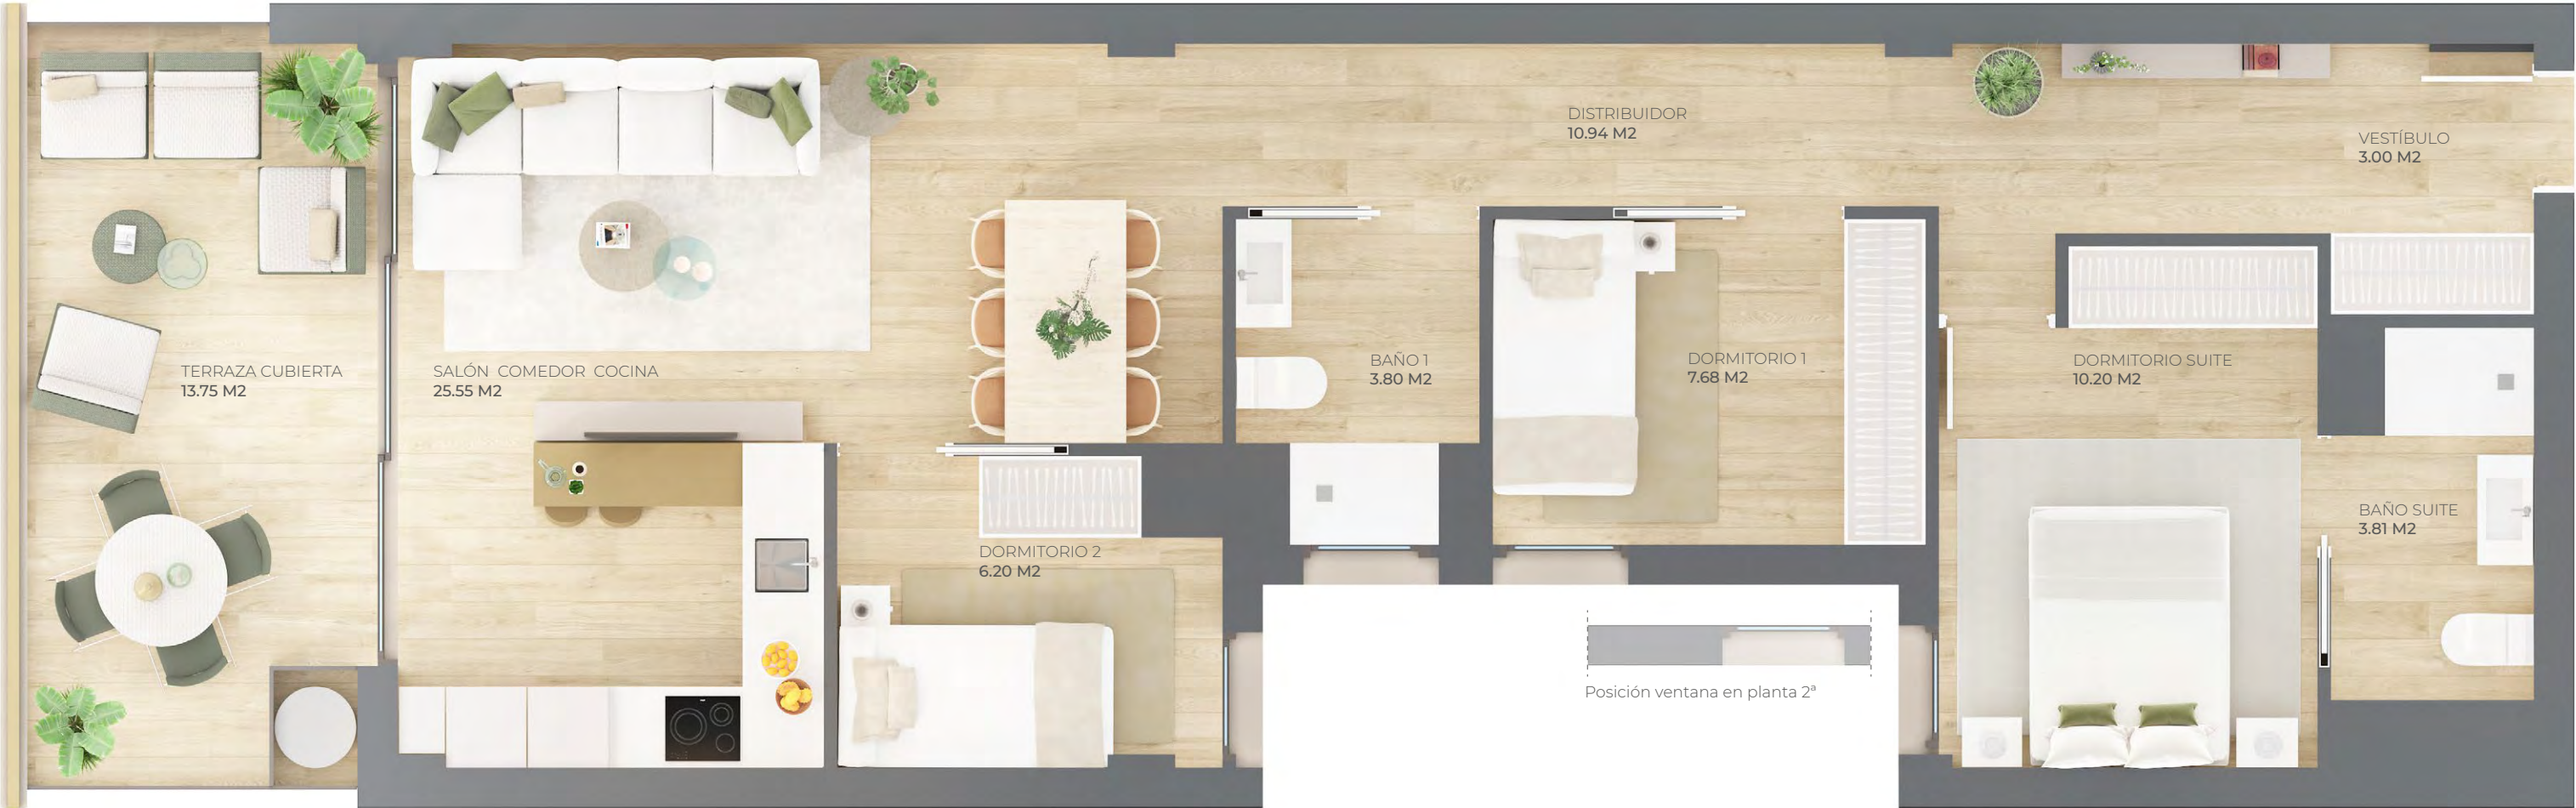 DISTRIBUIDOR
10.94 M2
VESTÍBULO
3.00 M2
TERRAZA CUBIERTA
13.75 M2
SALÓN COMEDOR COCINA
25.55 M2
BAÑO 1
3.80 M2
DORMITORIO 1
7.68 M2
DORMITORIO SUITE
10.20 M2
BAÑO SUITE
3.81 M2
DORMITORIO 2
6.20 M2
Posición ventana en planta 2ª